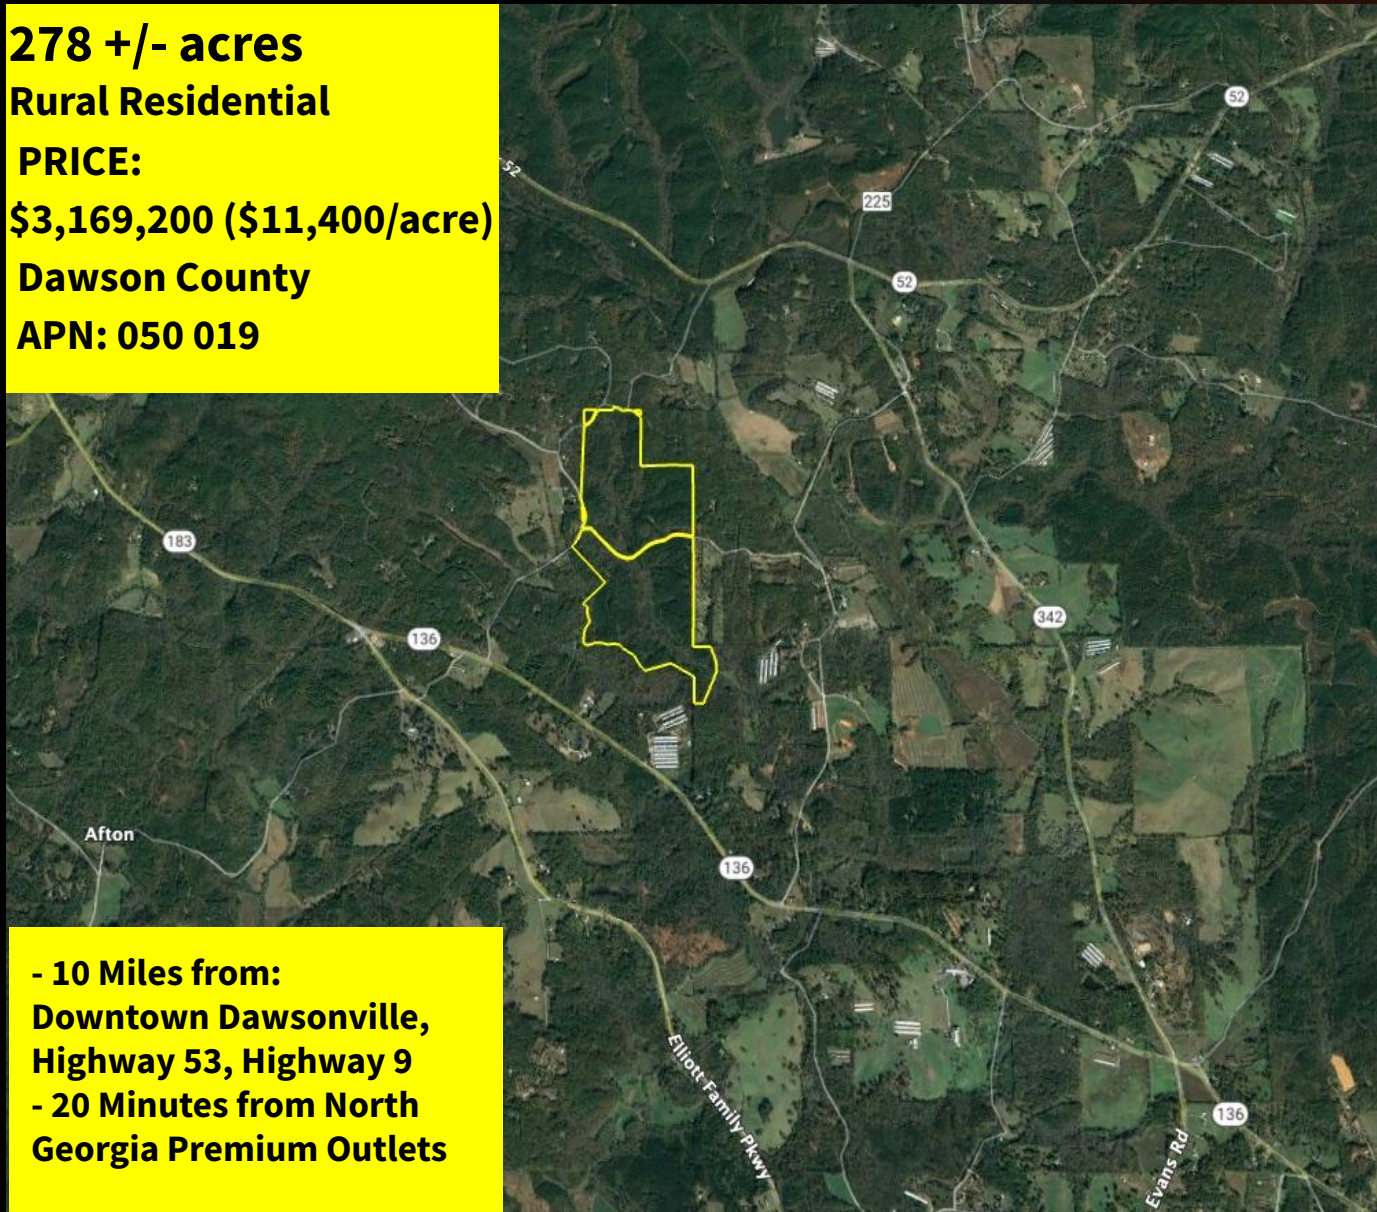 278 +/- acres
Rural Residential
PRICE:
$3,169,200 ($11,400/acre)
Dawson County
APN: 050 019
52
52
225
52
183
136
342
Afton
136
- 10 Miles from:
Downtown Dawsonville,
Highway 53, Highway 9
- 20 Minutes from North
Georgia Premium Outlets
Elliott Family Pkwy
136
Evans Rd